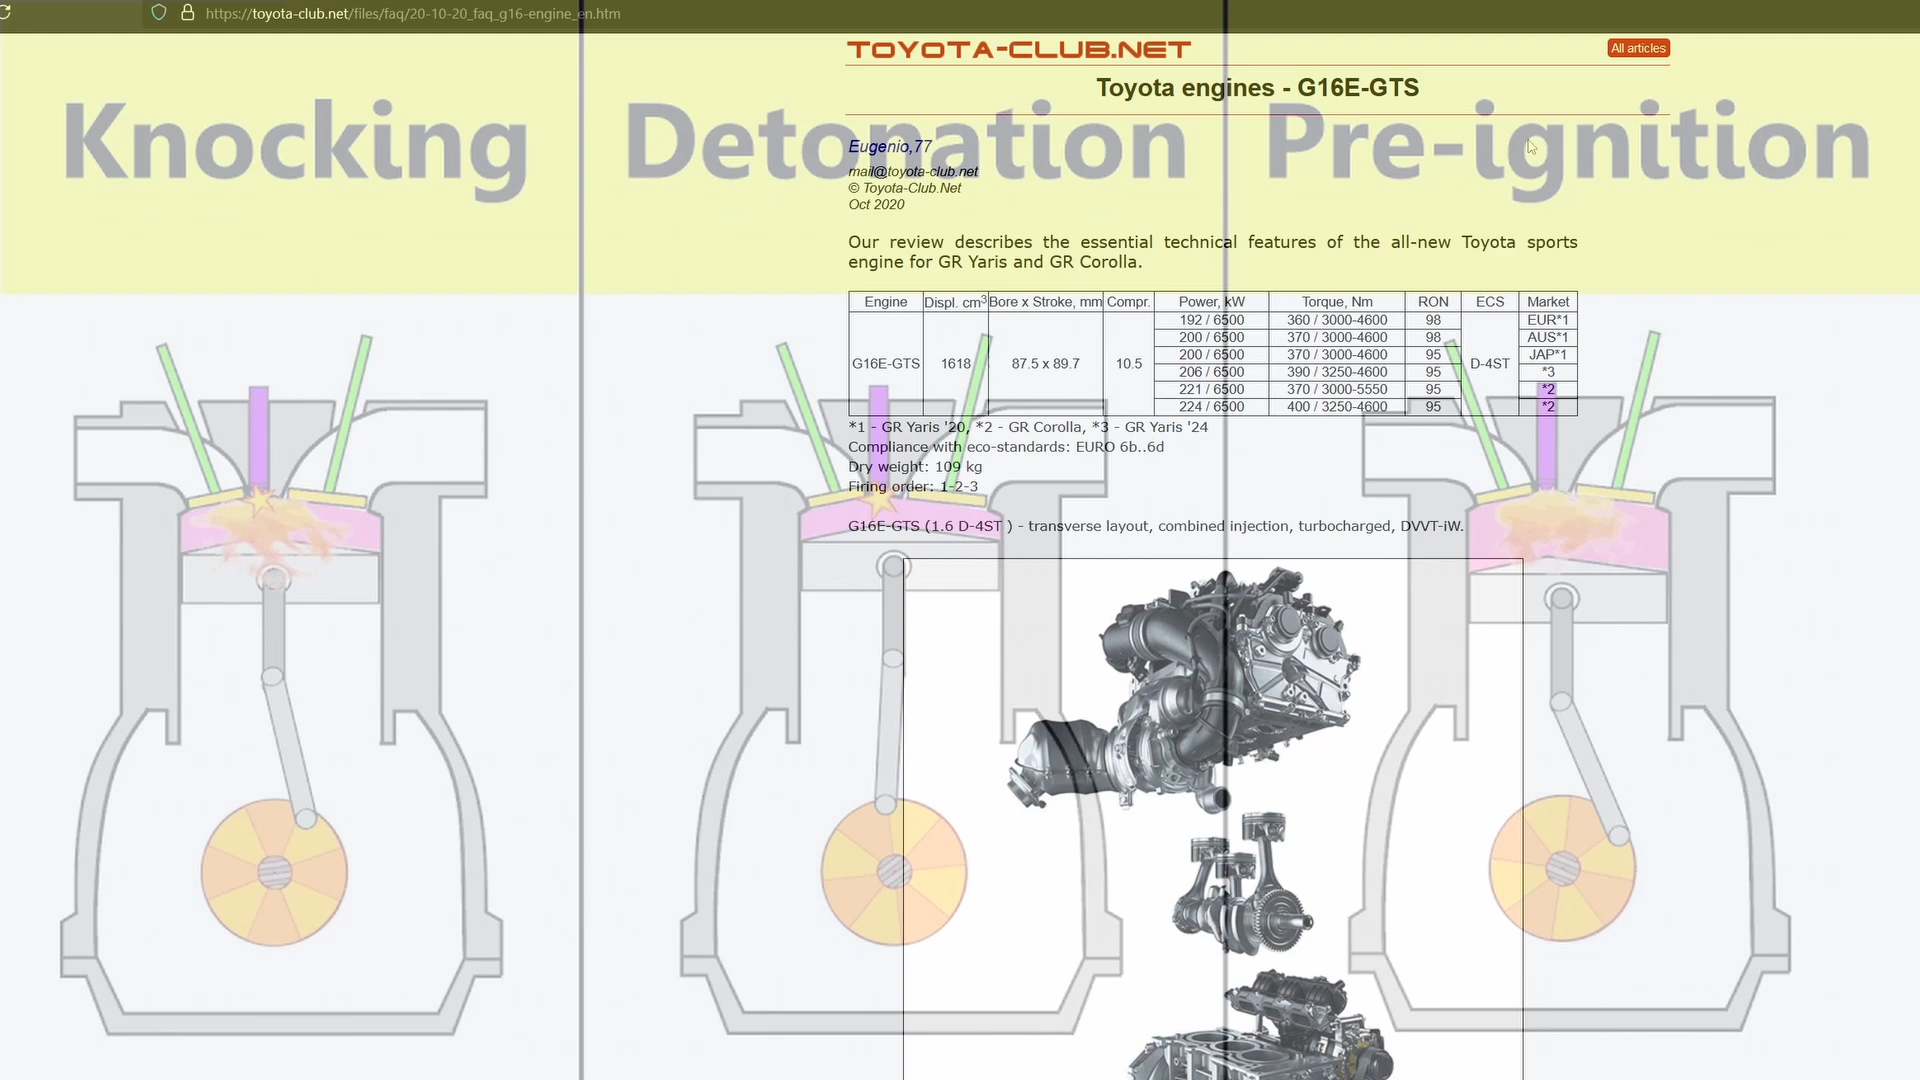 https://toyota-club.net/files/faq/20-10-20_faq_g16-engine_en.htm
TOYOTA-CLUB.NET
All articles
Toyota engines - G16E-GTS
Knocking
Detonation
Pre-ignition
Eugenio,77
mail@toyota-club.net
© Toyota-Club.Net
Oct 2020
Our review describes the essential technical features of the all-new Toyota sports
engine for GR Yaris and GR Corolla.
Engine Displ. cm3 Bore x Stroke, mm Compr. Power, kW Torque, Nm RON ECS Market
192 / 6500 360 / 3000-4600 98 EUR*1
200 / 6500 370 / 3000-4600 98 AUS*1
200 / 6500 370 / 3000-4600 95 JAP*1
G16E-GTS 1618 87.5 x 89.7 10.5 D-4ST
206 / 6500 390 / 3250-4600 95 *3
221 / 6500 370 / 3000-5550 95 *2
224 / 6500 400 / 3250-4600 95 *2
*1 - GR Yaris '20, *2 - GR Corolla, *3 - GR Yaris '24
Compliance with eco-standards: EURO 6b..6d
Dry weight: 109 kg
Firing order: 1-2-3
G16E-GTS (1.6 D-4ST ) - transverse layout, combined injection, turbocharged, DVVT-iW.